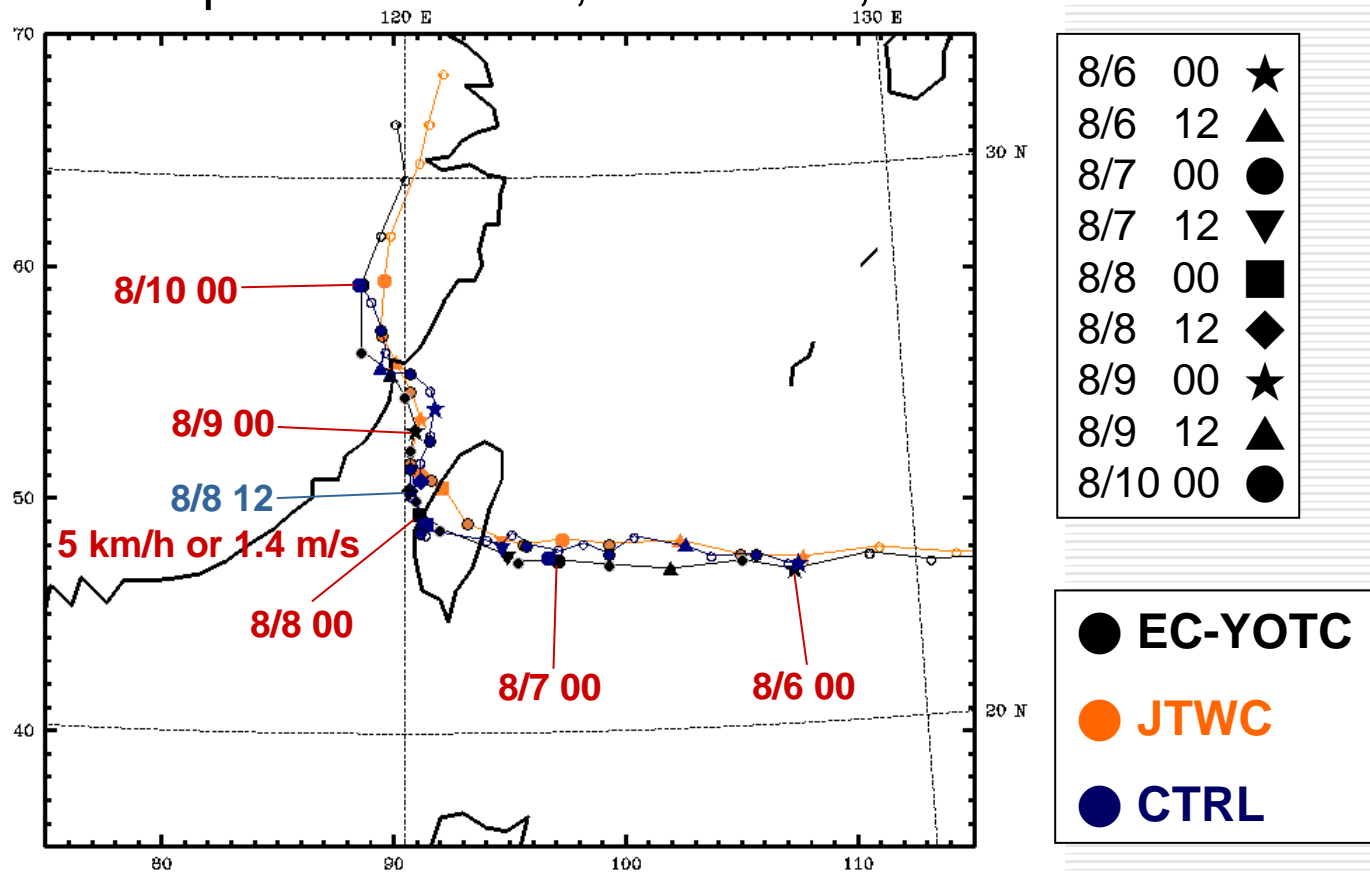 120 E
130 E
70
30 N
60
50
20 N
40
80
90
100
110
8/10 00
8/9 00
8/8 12
5 km/h or 1.4 m/s
8/8 00
8/7 00
8/6 00
8/6 00 ★
8/6 12 ▲
8/7 00 ●
8/7 12 ▼
8/8 00 ■
8/8 12 ◆
8/9 00 ★
8/9 12 ▲
8/10 00 ●
EC-YOTC
JTWC
CTRL